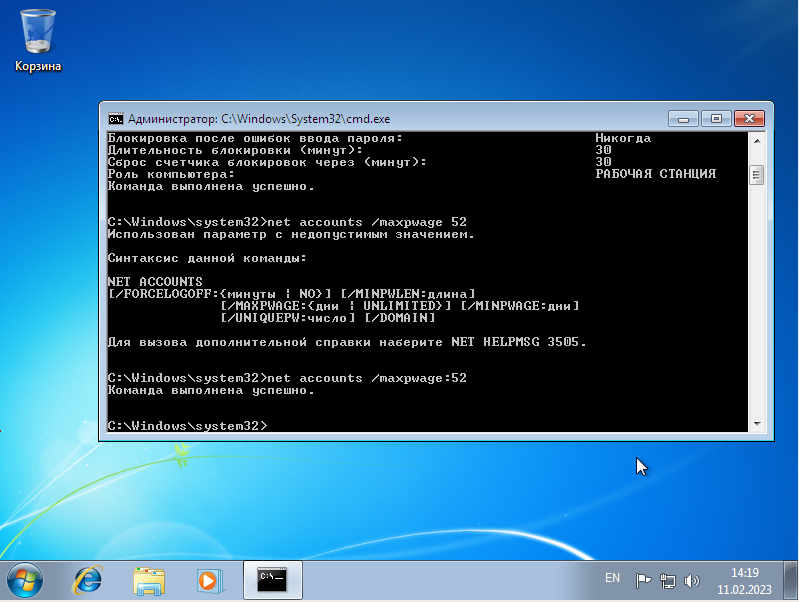 Корзина
Администратор: C:\Windows\System32\cmd.exe
Блокировка после ошибок ввода пароля: Никогда
Длительность блокировки (минут): 30
Сброс счетчика блокировок через (минут): 30
Роль компьютера: РАБОЧАЯ СТАНЦИЯ
Команда выполнена успешно.
C:\Windows\system32>net accounts /maxpwage 52
Использован параметр с недопустимым значением.
Синтаксис данной команды:
NET ACCOUNTS
[/FORCELOGOFF:{минуты | NO}] [/MINPWLEN:длина]
[/MAXPWAGE:{дни | UNLIMITED}] [/MINPWAGE:дни]
[/UNIQUEPW:число] [/DOMAIN]
Для вызова дополнительной справки наберите NET HELPMSG 3505.
C:\Windows\system32>net accounts /maxpwage:52
Команда выполнена успешно.
C:\Windows\system32>
EN
14:19
11.02.2023